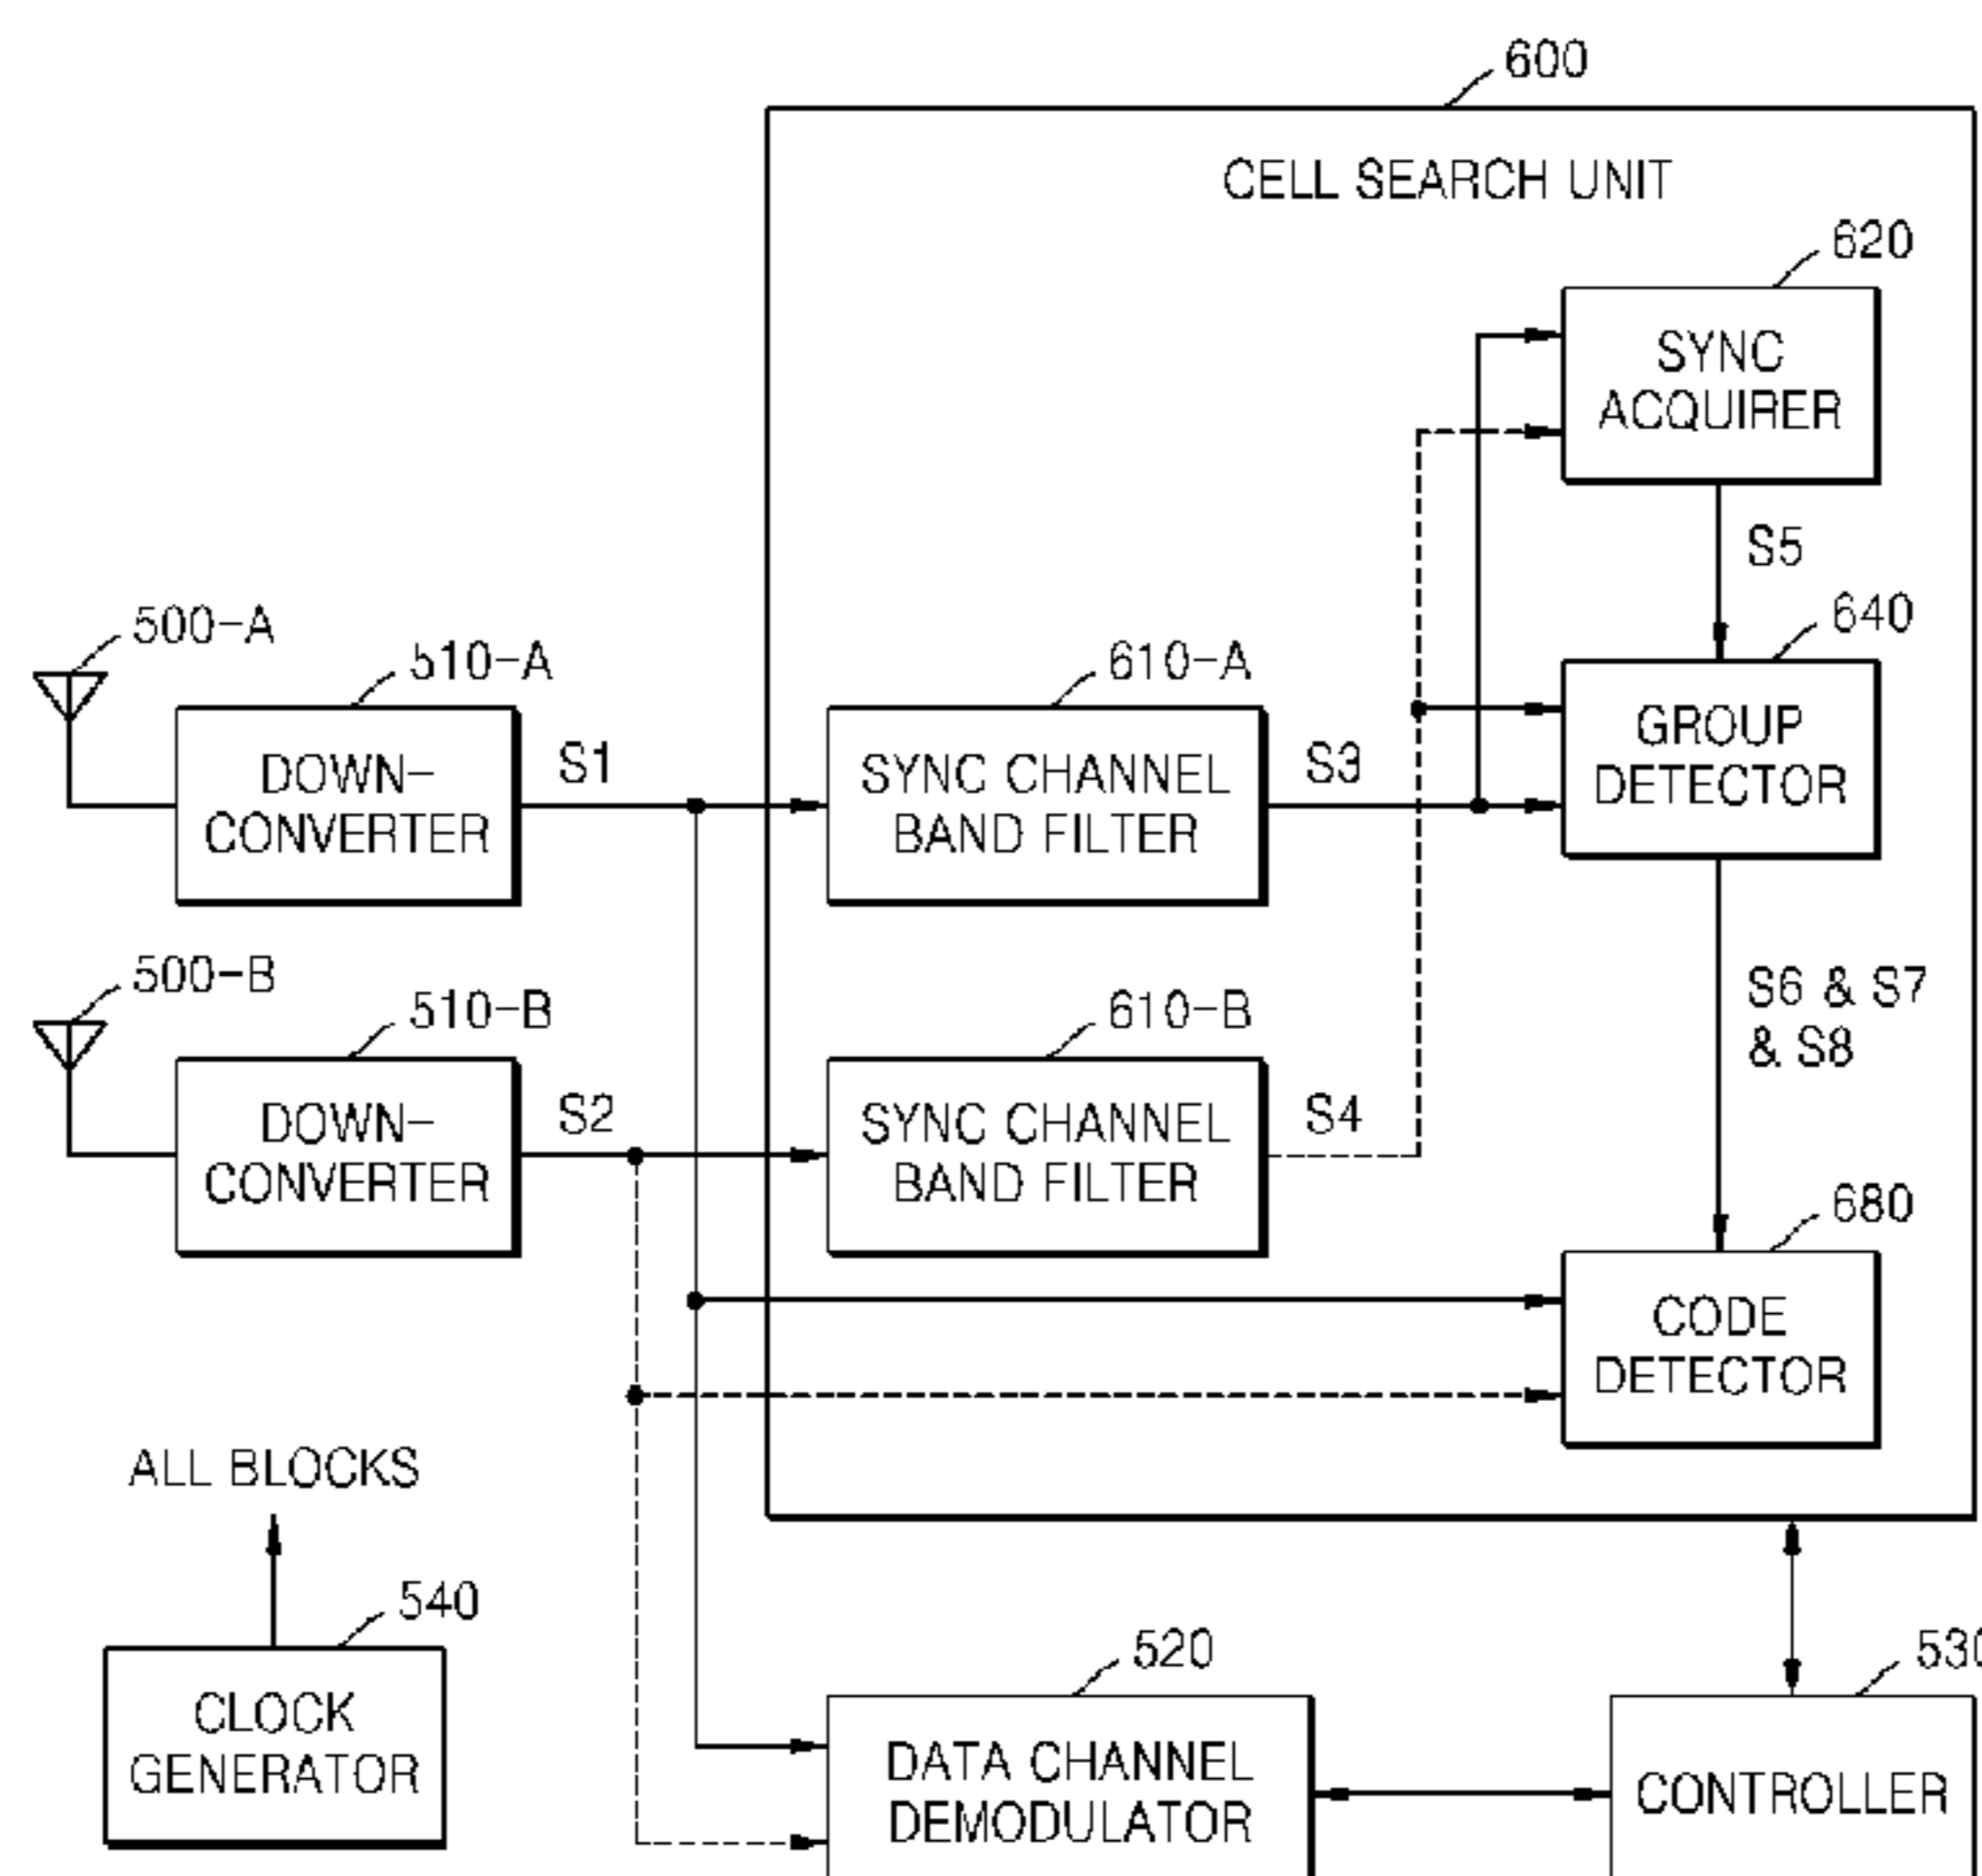 600
CELL SEARCH UNIT
620
SYNC
ACQUIRER
S5
500-A
510-A
610-A
640
DOWN-
CONVERTER
S1
SYNC CHANNEL
BAND FILTER
S3
GROUP
DETECTOR
500-B
510-B
610-B
S6 & S7
& S8
DOWN-
CONVERTER
S2
SYNC CHANNEL
BAND FILTER
S4
680
CODE
DETECTOR
ALL BLOCKS
540
CLOCK
GENERATOR
520
530
DATA CHANNEL
DEMODULATOR
CONTROLLER